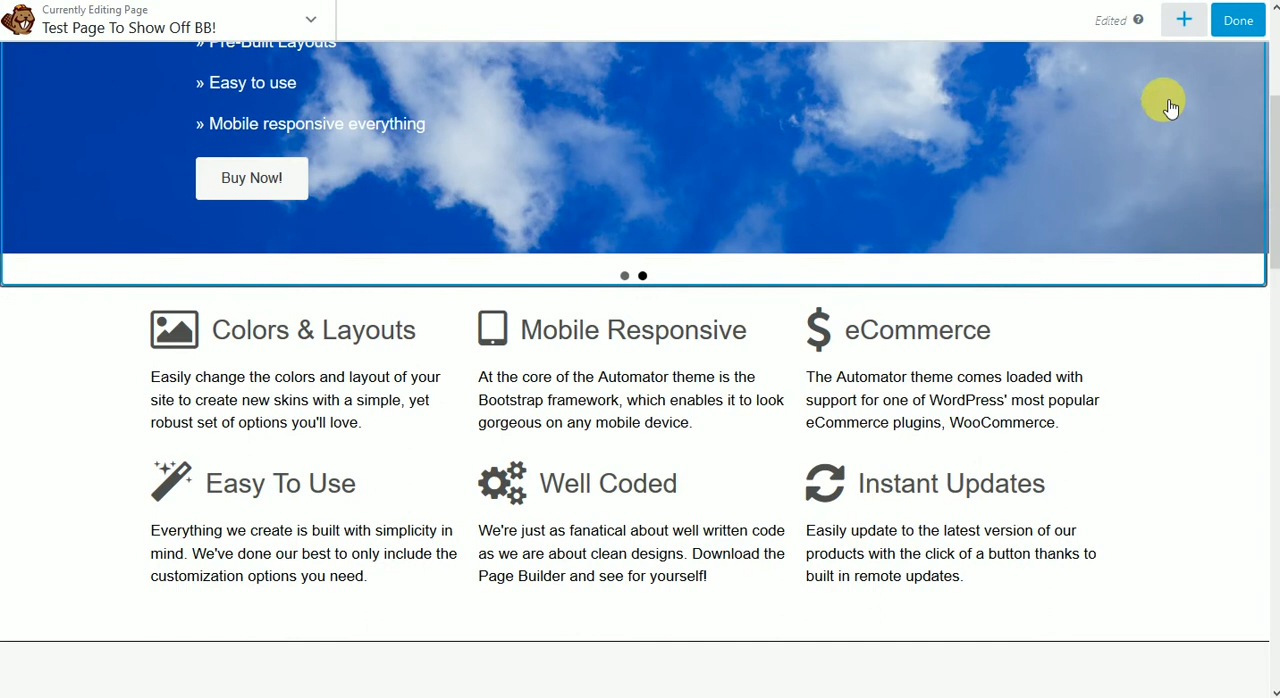 Currently Editing Page
Test Page To Show Off BB!
Edited
Done
» Pre-Built Layouts
» Easy to use
» Mobile responsive everything
Buy Now!
Colors & Layouts
Easily change the colors and layout of your
site to create new skins with a simple, yet
robust set of options you'll love.
Mobile Responsive
At the core of the Automator theme is the
Bootstrap framework, which enables it to look
gorgeous on any mobile device.
eCommerce
The Automator theme comes loaded with
support for one of WordPress' most popular
eCommerce plugins, WooCommerce.
Easy To Use
Everything we create is built with simplicity in
mind. We've done our best to only include the
customization options you need.
Well Coded
We're just as fanatical about well written code
as we are about clean designs. Download the
Page Builder and see for yourself!
Instant Updates
Easily update to the latest version of our
products with the click of a button thanks to
built in remote updates.